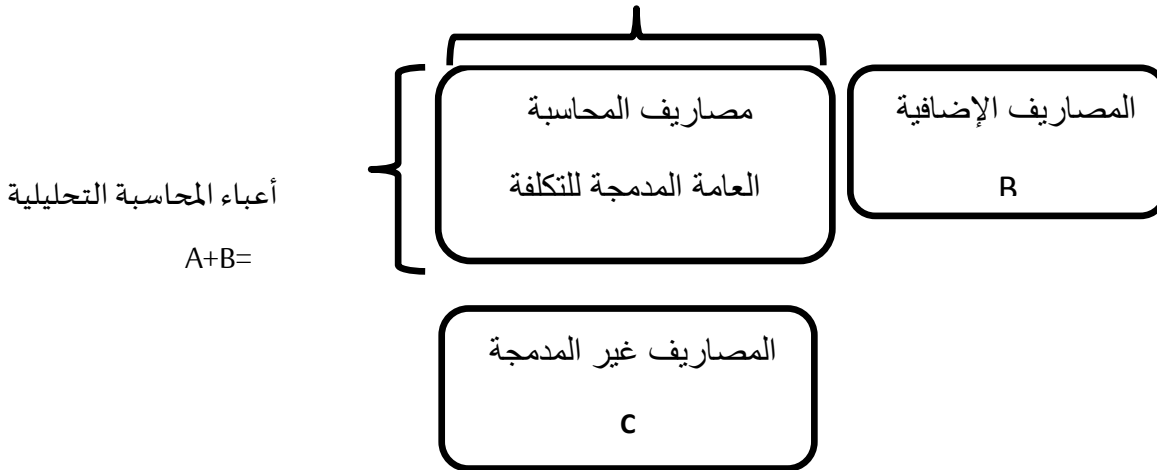 مصاريف المحاسبة
العامة المدمجة للتكلفة
المصاريف الإضافية
B
أعباء المحاسبة التحليلية
A+B=
المصاريف غير المدمجة
C